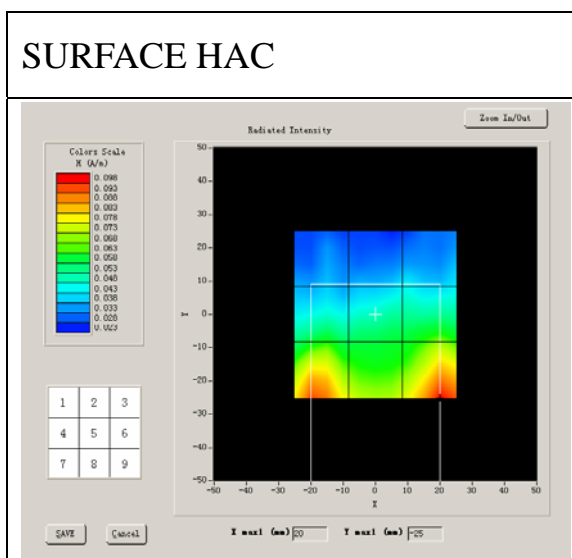 SURFACE HAC
Zoom In/Out
Radiated Intensity
Colors Scale
H (A/m)
0.098
0.093
0.088
0.083
0.078
0.073
0.068
0.063
0.058
0.053
0.048
0.043
0.038
0.033
0.028
0.023
50
40
30
20
10
0
-10
-20
-30
-40
-50
Y
-50 -40 -30 -20 -10 0 10 20 30 40 50
X
1 2 3
4 5 6
7 8 9
SAVE Cancel
X max1 (mm) 20 Y max1 (mm) -25